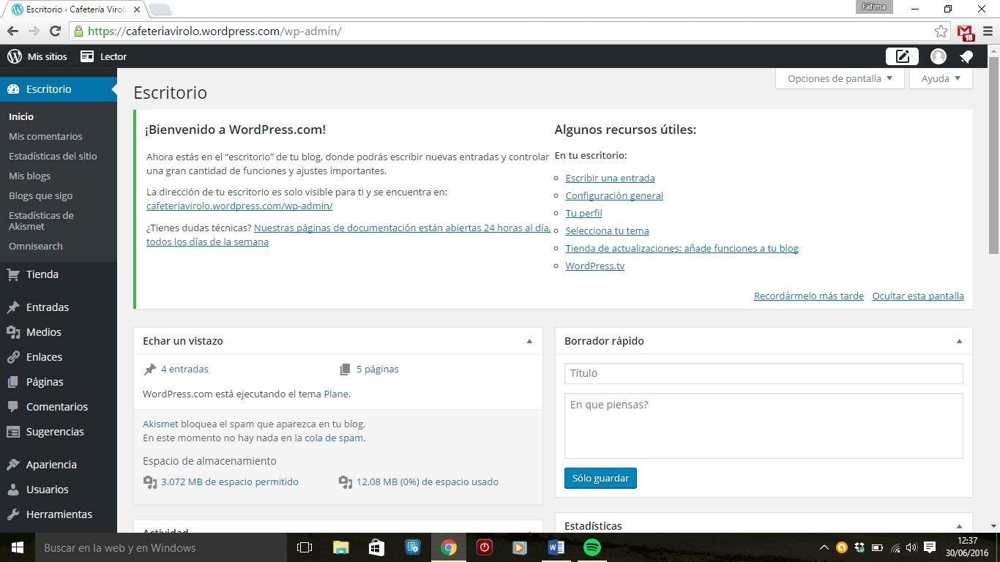 Escritorio ‹ Cafetería Virolo
Fátima
https://cafeteriavirolo.wordpress.com/wp-admin/
18
Mis sitios
Lector
Escritorio
Inicio
Mis comentarios
Estadísticas del sitio
Mis blogs
Blogs que sigo
Estadísticas de
Akismet
Omnisearch
Tienda
Entradas
Medios
Enlaces
Páginas
Comentarios
Sugerencias
Apariencia
Usuarios
Herramientas
Opciones de pantalla
Ayuda
Escritorio
¡Bienvenido a WordPress.com!
Ahora estás en el “escritorio” de tu blog, donde podrás escribir nuevas entradas y controlar
una gran cantidad de funciones y ajustes importantes.
La dirección de tu escritorio es solo visible para ti y se encuentra en:
cafeteriavirolo.wordpress.com/wp-admin/
¿Tienes dudas técnicas? Nuestras páginas de documentación están abiertas 24 horas al día,
todos los días de la semana
Algunos recursos útiles:
En tu escritorio:
Escribir una entrada
Configuración general
Tu perfil
Selecciona tu tema
Tienda de actualizaciones: añade funciones a tu blog
WordPress.tv
Recordármelo más tarde Ocultar esta pantalla
Echar un vistazo
4 entradas
5 páginas
WordPress.com está ejecutando el tema Plane.
Akismet bloquea el spam que aparezca en tu blog.
En este momento no hay nada en la cola de spam.
Espacio de almacenamiento
3.072 MB de espacio permitido
12,08 MB (0%) de espacio usado
Actividad
Borrador rápido
Título
En que piensas?
Sólo guardar
Estadísticas
Buscar en la web y en Windows
12:37
30/06/2016